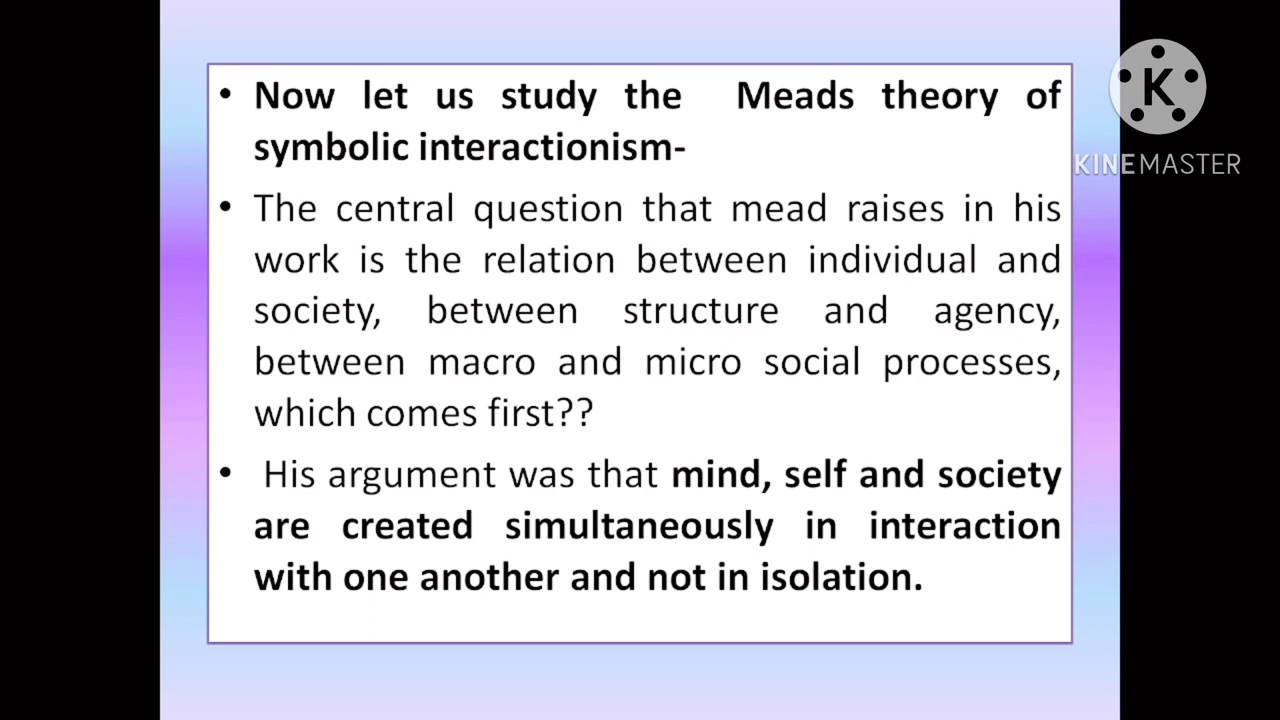 • Now let us study the Meads theory of
symbolic interactionism-
• The central question that mead raises in his
work is the relation between individual and
society, between structure and agency,
between macro and micro social processes,
which comes first??
• His argument was that mind, self and society
are created simultaneously in interaction
with one another and not in isolation.
K
KINEMASTER